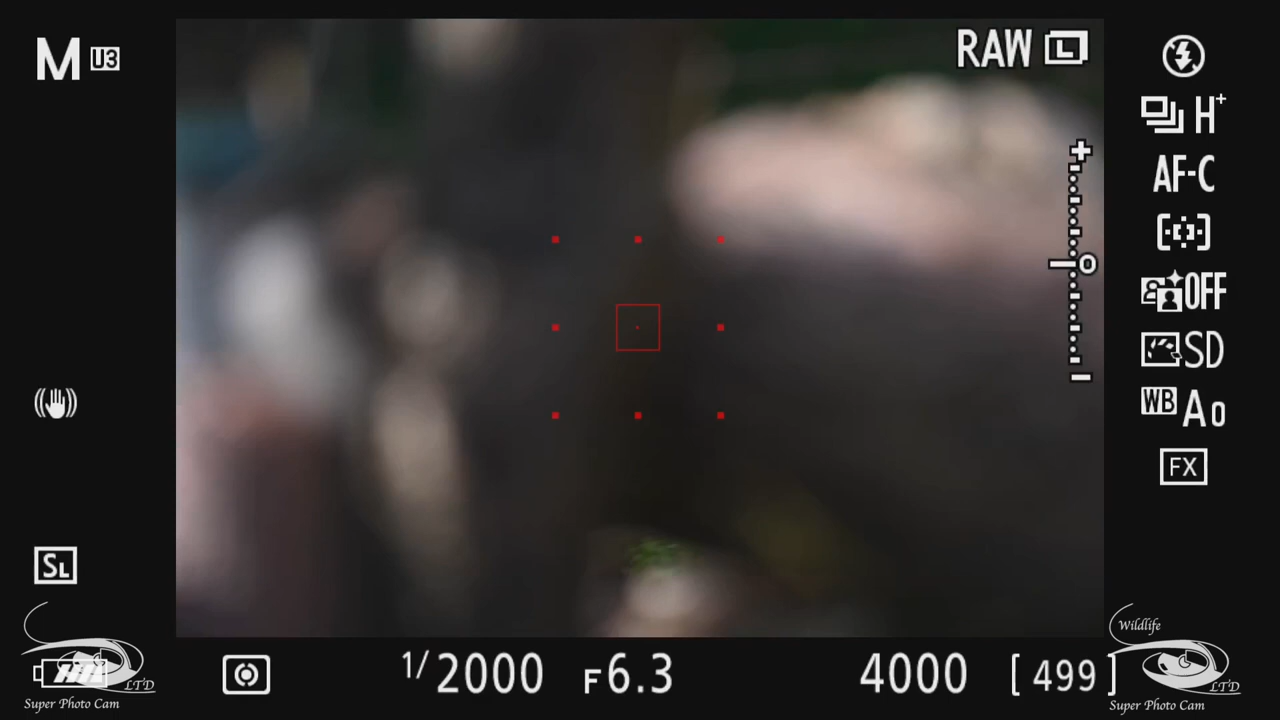 M U3
RAW L
H+
AF-C
OFF
SD
WB A0
FX
+
0
SL
1/2000 F6.3 4000 [499]
LTD
Super Photo Cam
Wildlife
LTD
Super Photo Cam